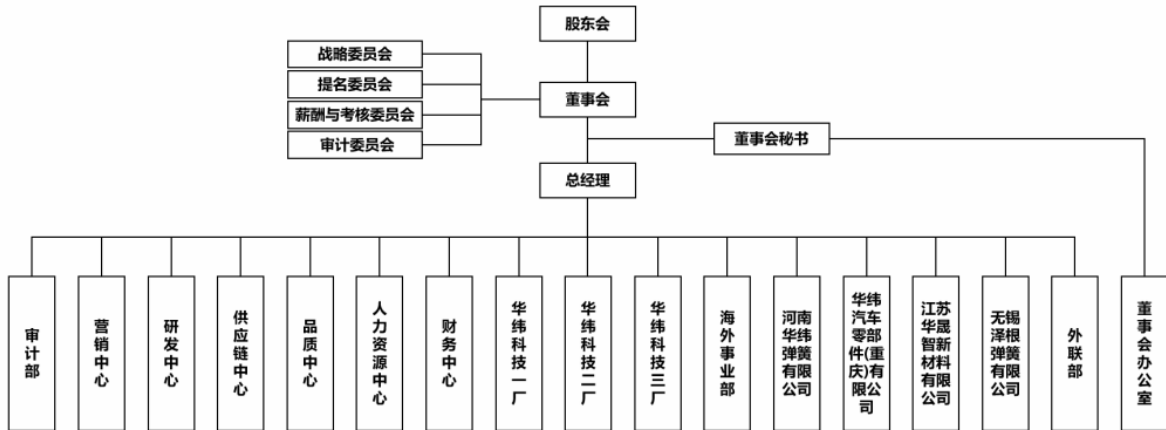 股东会
战略委员会
提名委员会
薪酬与考核委员会
审计委员会
董事会
董事会秘书
总经理
审计部
营销中心
研发中心
供应链中心
品质中心
人力资源中心
财务中心
华纬科技一厂
华纬科技二厂
华纬科技三厂
海外事业部
河南华纬弹簧有限公司
华纬汽车零部件(重庆)有限公司
江苏华晟智新材料有限公司
无锡泽根弹簧有限公司
外联部
董事会办公室